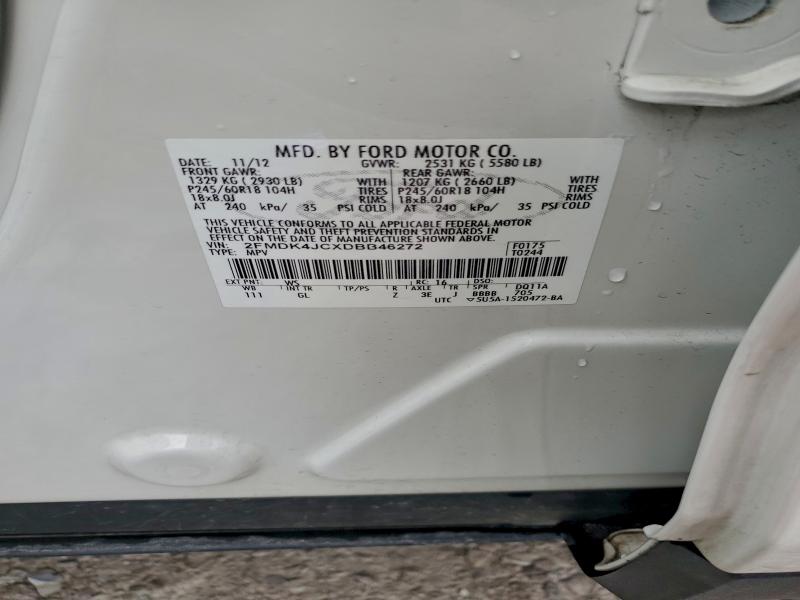 MFD. BY FORD MOTOR CO.
DATE: 11/12 GVWR: 2531 KG ( 5580 LB)
FRONT GAWR: REAR GAWR:
1329 KG ( 2930 LB) WITH 1207 KG ( 2660 LB) WITH
P245/60R18 104H TIRES P245/60R18 104H TIRES
18x8.0J RIMS 18x8.0J RIMS
AT 240 kPa/ 35 PSI COLD AT 240 kPa/ 35 PSI COLD
THIS VEHICLE CONFORMS TO ALL APPLICABLE FEDERAL MOTOR
VEHICLE SAFETY AND THEFT PREVENTION STANDARDS IN
EFFECT ON THE DATE OF MANUFACTURE SHOWN ABOVE.
VIN: 2FMDK4JCXDBB46272 F0175
TYPE: MPV T0244
EXT PNT: WS RC: 16 DSO:
WB INT TR TP/PS R AXLE TR SPR DQ11A
111 GL Z 3E J BBBB 705
UTC ▽5U5A-1520472-BA